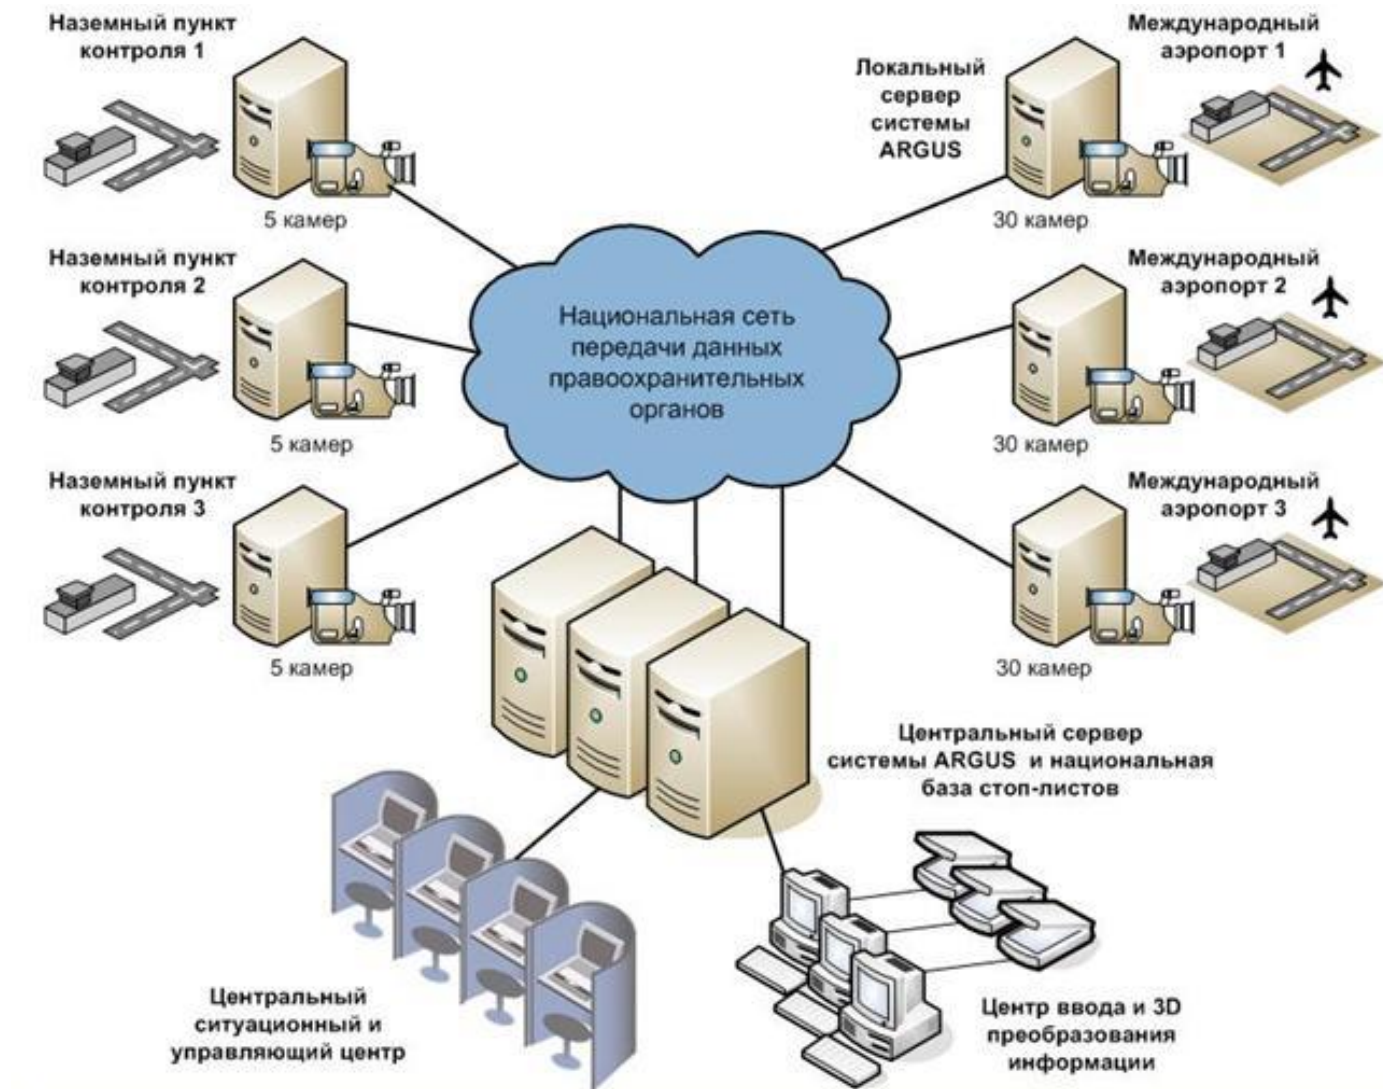 Наземный пункт
контроля 1
5 камер
Локальный
сервер
системы
ARGUS
30 камер
Международный
аэропорт 1
Наземный пункт
контроля 2
5 камер
Национальная сеть
передачи данных
правоохранительных
органов
30 камер
Международный
аэропорт 2
Наземный пункт
контроля 3
5 камер
30 камер
Международный
аэропорт 3
Центральный сервер
системы ARGUS и национальная
база стоп-листов
Центральный
ситуационный и
управляющий центр
Центр ввода и 3D
преобразования
информации